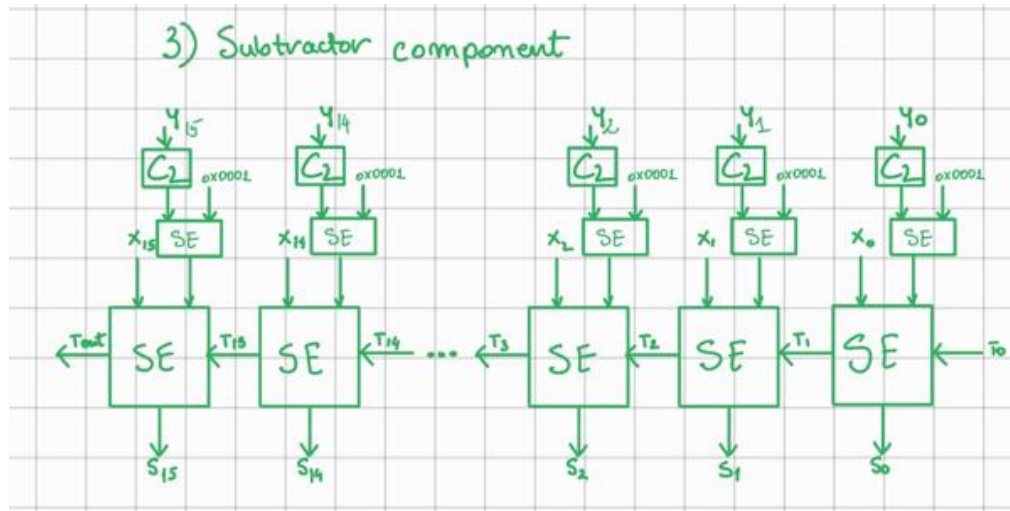 3) Subtractor component
Y15 Y14 Y2 Y1 Y0
C2 C2 C2 C2 C2
0x0001 0x0001 0x0001 0x0001 0x0001
X15 SE X14 SE X2 SE X1 SE X0 SE
Tout SE T15 SE T14 ... T3 SE T2 SE T1 SE T0
S15 S14 S2 S1 S0